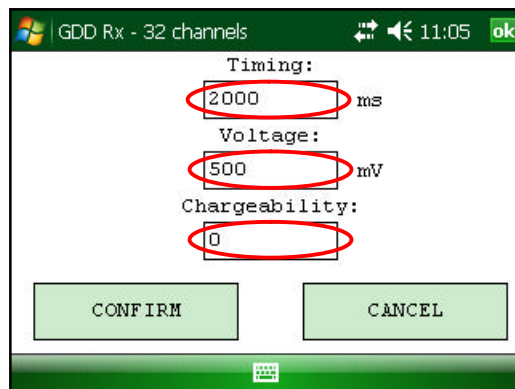 GDD Rx - 32 channels 11:05 ok
Timing:
2000 ms
Voltage:
500 mV
Chargeability:
0
CONFIRM CANCEL